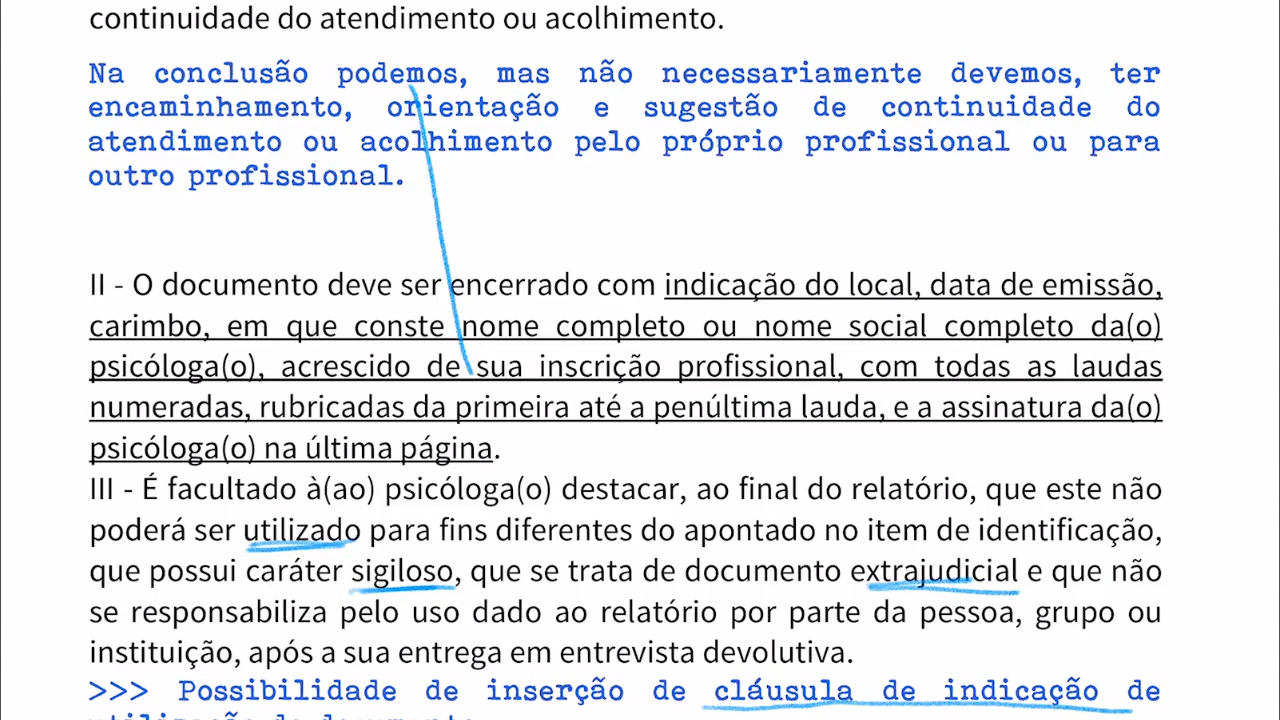 continuidade do atendimento ou acolhimento.
Na conclusão podemos, mas não necessariamente devemos, ter
encaminhamento, orientação e sugestão de continuidade do
atendimento ou acolhimento pelo próprio profissional ou para
outro profissional.
II - O documento deve ser encerrado com indicação do local, data de emissão,
carimbo, em que conste nome completo ou nome social completo da(o)
psicóloga(o), acrescido de sua inscrição profissional, com todas as laudas
numeradas, rubricadas da primeira até a penúltima lauda, e a assinatura da(o)
psicóloga(o) na última página.
III - É facultado à(ao) psicóloga(o) destacar, ao final do relatório, que este não
poderá ser utilizado para fins diferentes do apontado no item de identificação,
que possui caráter sigiloso, que se trata de documento extrajudicial e que não
se responsabiliza pelo uso dado ao relatório por parte da pessoa, grupo ou
instituição, após a sua entrega em entrevista devolutiva.
>>> Possibilidade de inserção de cláusula de indicação de